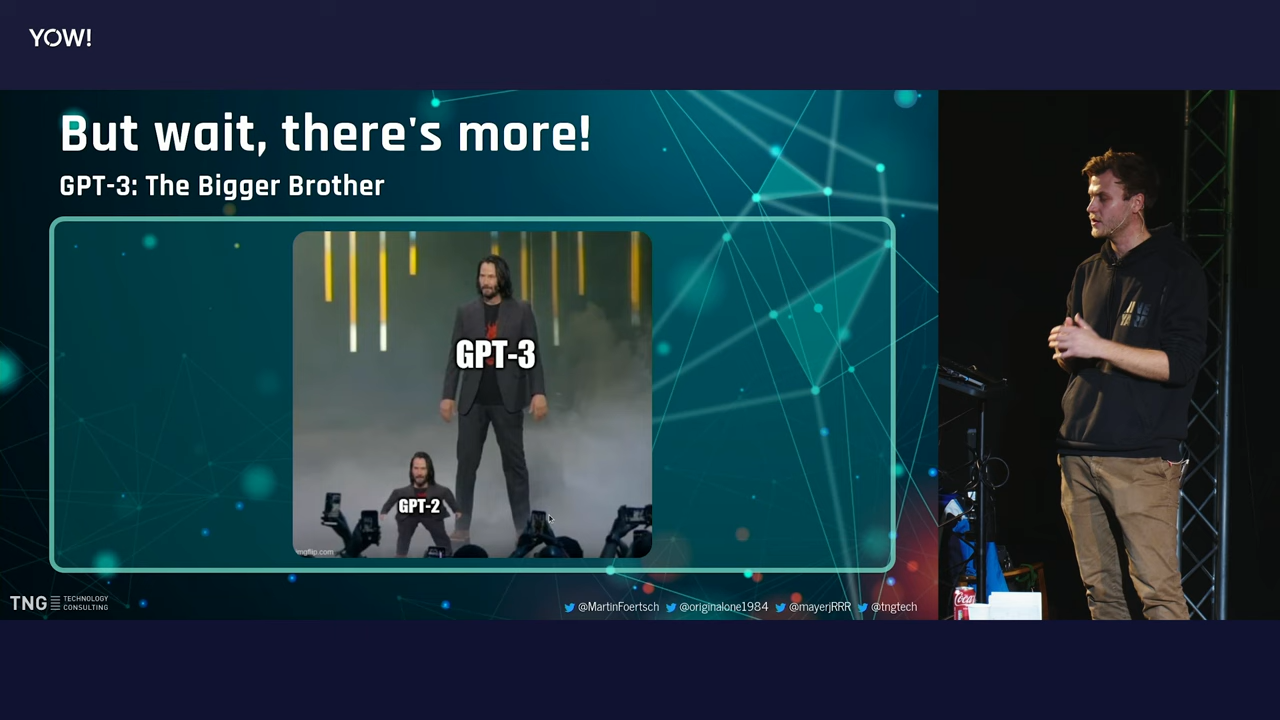 YOW!
But wait, there's more!
GPT-3: The Bigger Brother
GPT-3
GPT-2
imgflip.com
TNG TECHNOLOGY
CONSULTING
@MartinFoertsch @originalone1984 @mayerjRRR @tngtech